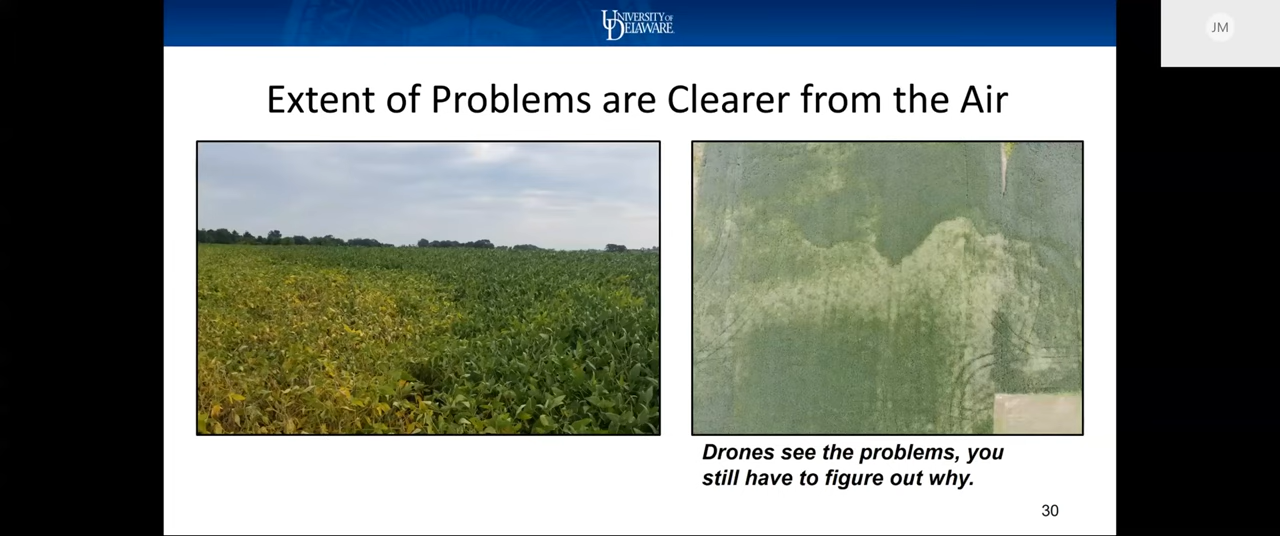 UNIVERSITY OF
DELAWARE
JM
Extent of Problems are Clearer from the Air
Drones see the problems, you
still have to figure out why.
30